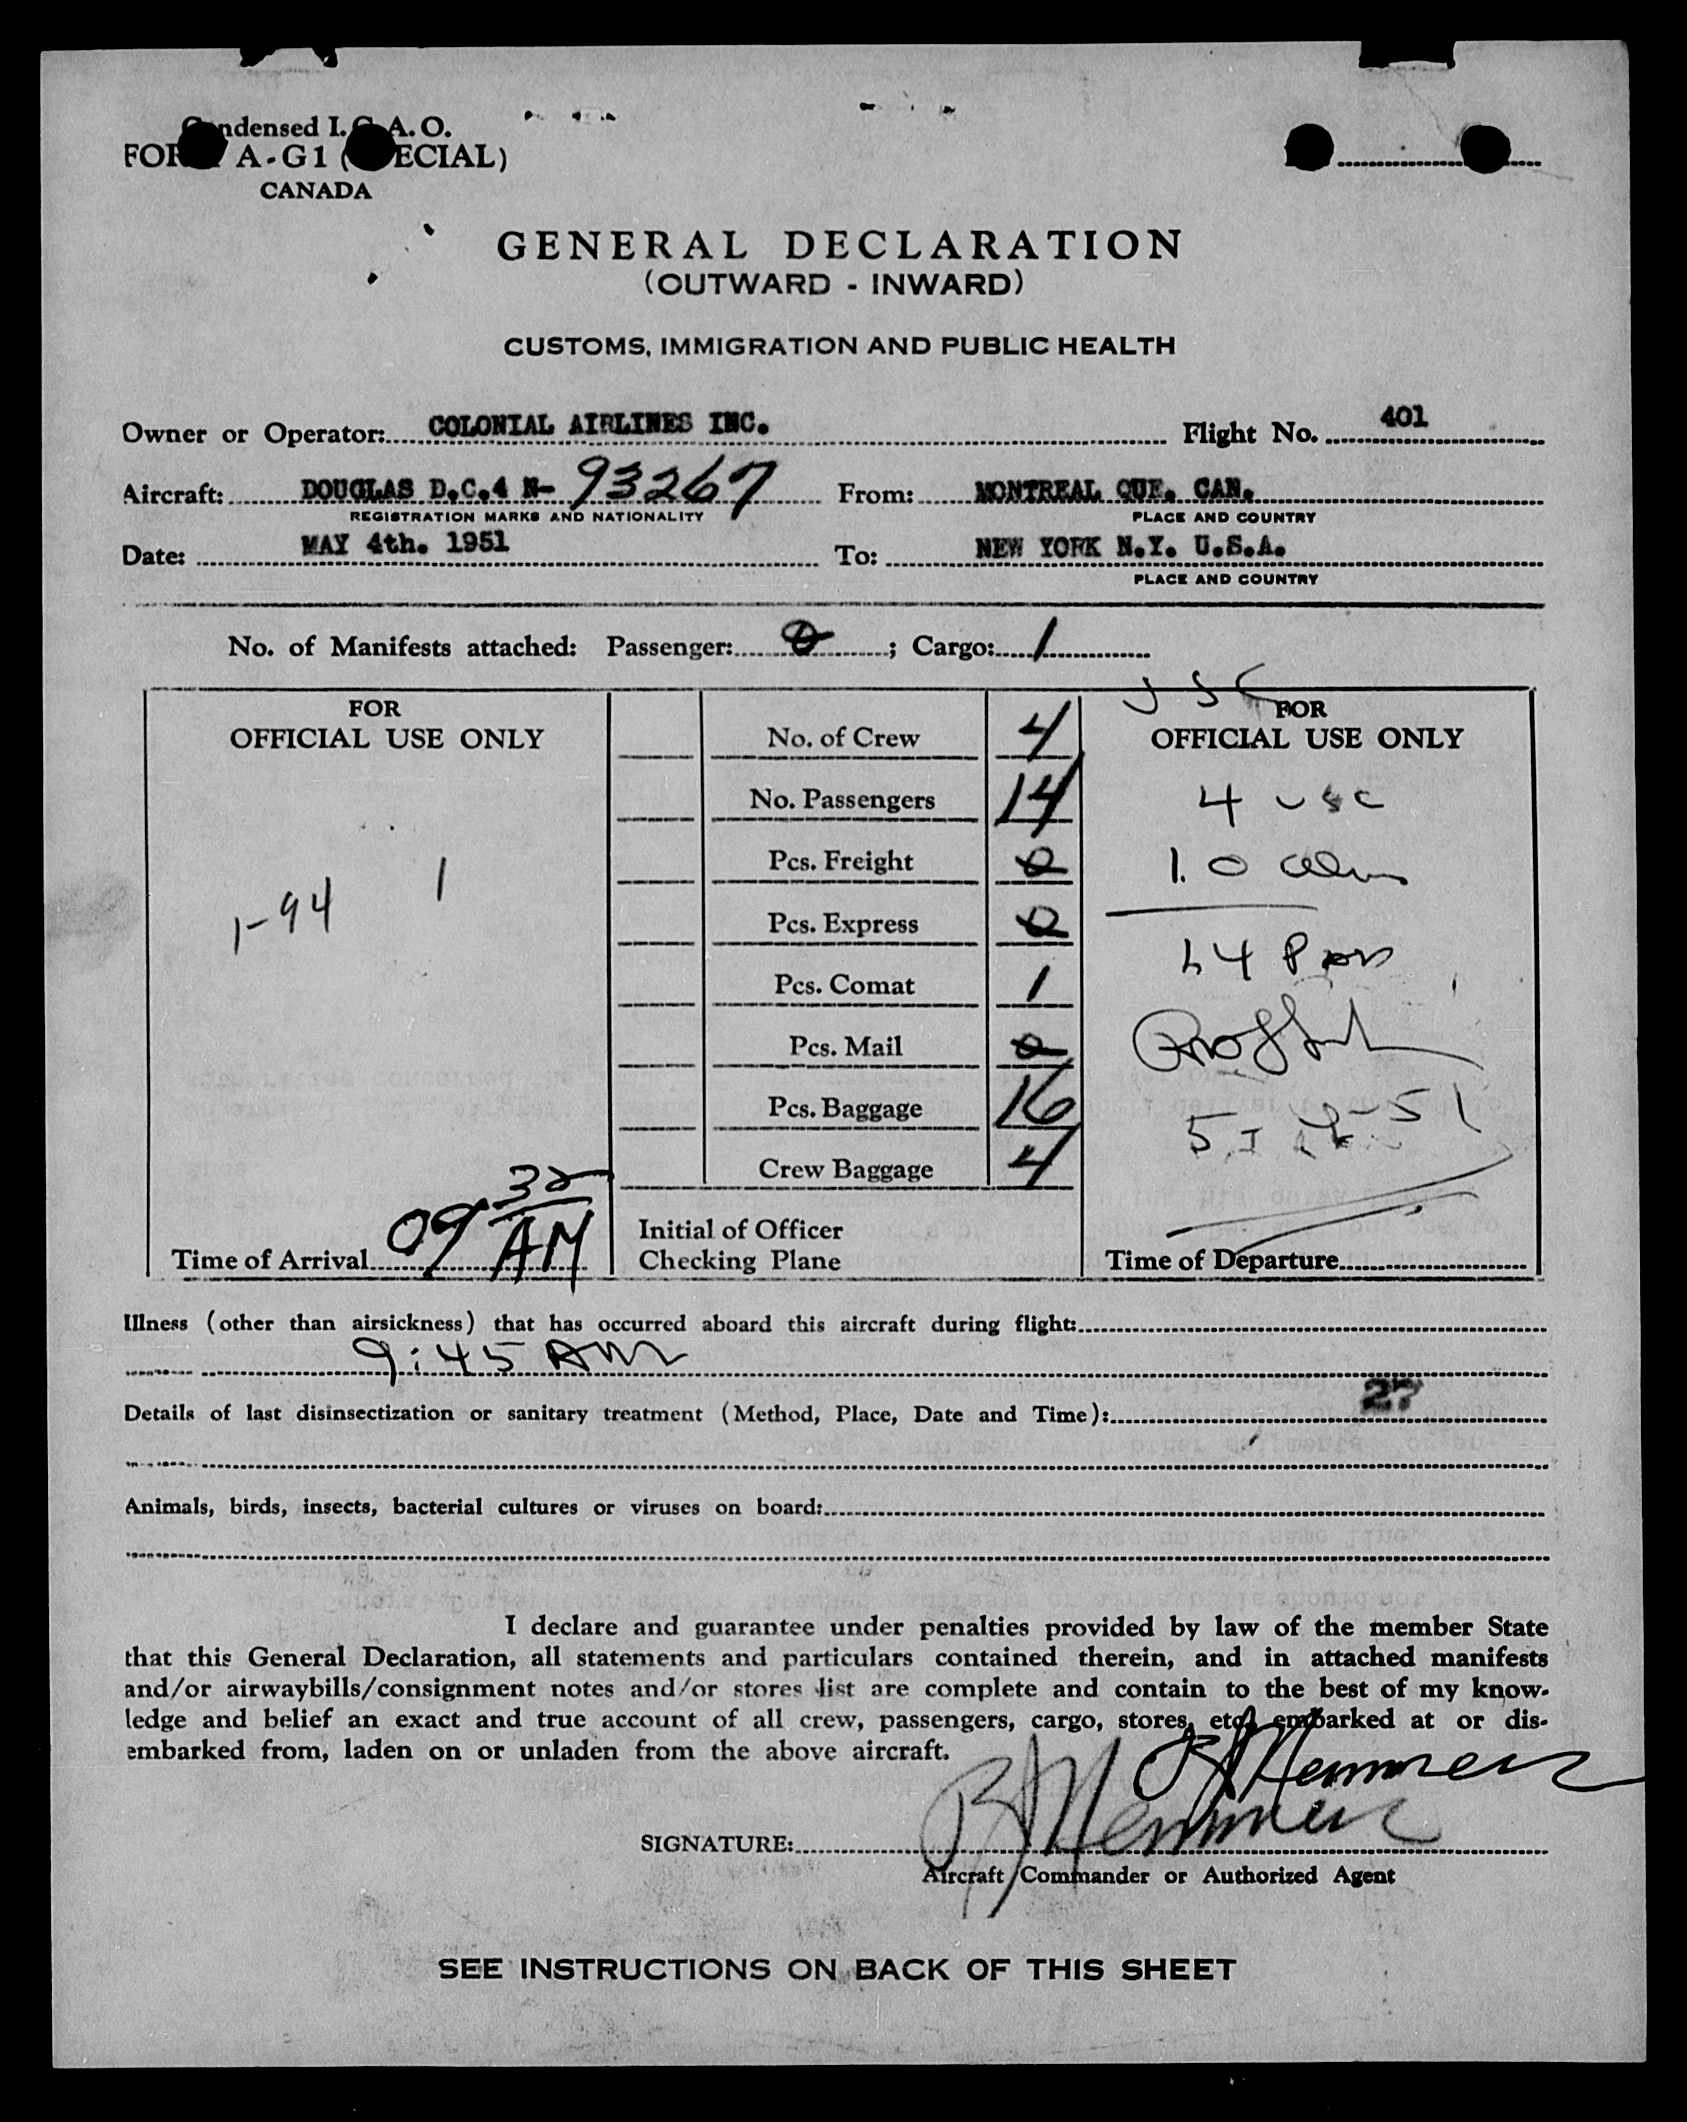 Condensed I.C.A.O.
FORM A-G1 (SPECIAL)
CANADA
GENERAL DECLARATION
(OUTWARD - INWARD)
CUSTOMS, IMMIGRATION AND PUBLIC HEALTH
Owner or Operator: COLONIAL AIRLINES INC. Flight No. 401
Aircraft: DOUGLAS D.C.4 N- 93267 From: MONTREAL QUE. CAN.
REGISTRATION MARKS AND NATIONALITY PLACE AND COUNTRY
Date: MAY 4th. 1951 To: NEW YORK N.Y. U.S.A.
PLACE AND COUNTRY
No. of Manifests attached: Passenger: 0 ; Cargo: 1
FOR
OFFICIAL USE ONLY
1-94 1
09 32 AM
Time of Arrival
No. of Crew 4
No. Passengers 14
Pcs. Freight 0
Pcs. Express 0
Pcs. Comat 1
Pcs. Mail 0
Pcs. Baggage 16
Crew Baggage 4
Initial of Officer
Checking Plane
FOR
OFFICIAL USE ONLY
4 USC
10
14 Pass
5-4-51
Time of Departure
Illness (other than airsickness) that has occurred aboard this aircraft during flight:
9:45 AM
27
Details of last disinsectization or sanitary treatment (Method, Place, Date and Time):
Animals, birds, insects, bacterial cultures or viruses on board:
I declare and guarantee under penalties provided by law of the member State
that this General Declaration, all statements and particulars contained therein, and in attached manifests
and/or airwaybills/consignment notes and/or stores list are complete and contain to the best of my know-
ledge and belief an exact and true account of all crew, passengers, cargo, stores, etc. embarked at or dis-
embarked from, laden on or unladen from the above aircraft.
SIGNATURE:
Aircraft Commander or Authorized Agent
SEE INSTRUCTIONS ON BACK OF THIS SHEET